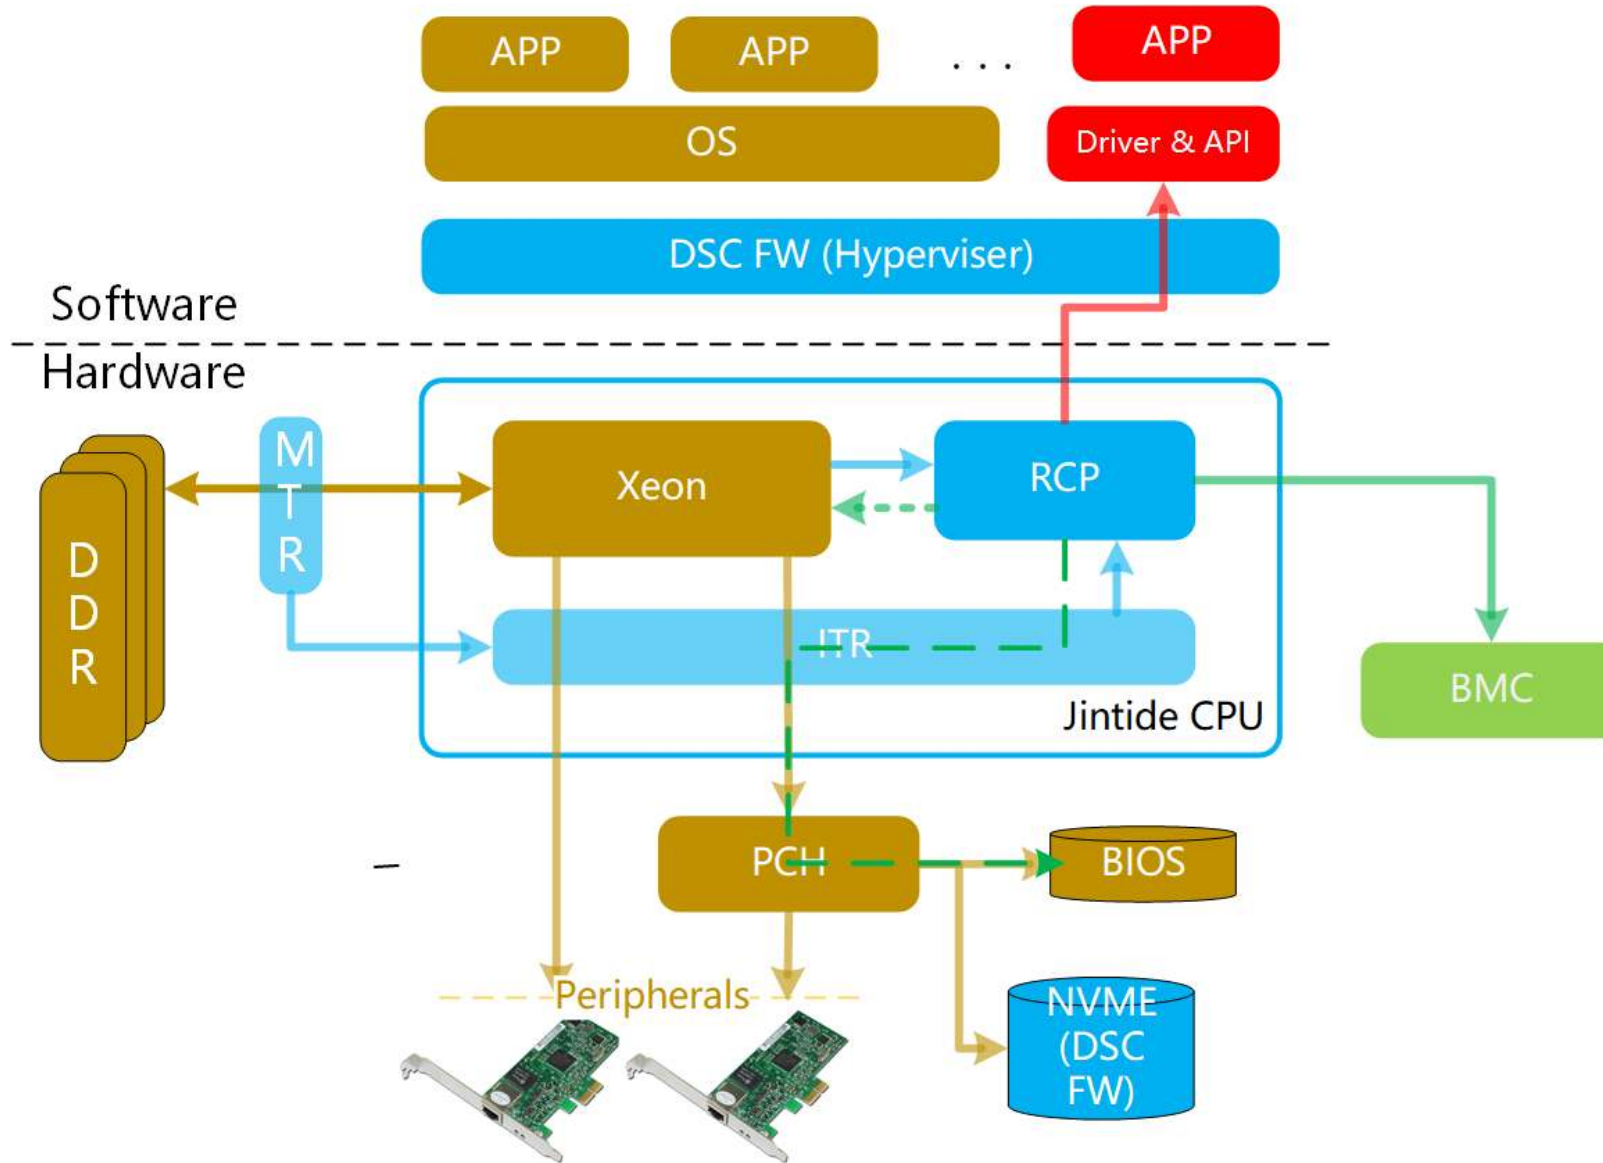 APP
APP
. . .
APP
OS
Driver & API
DSC FW (Hyperviser)
Software
Hardware
M
T
R
Xeon
RCP
D
D
R
ITR
Jintide CPU
BMC
PCH
BIOS
Peripherals
NVME
(DSC
FW)